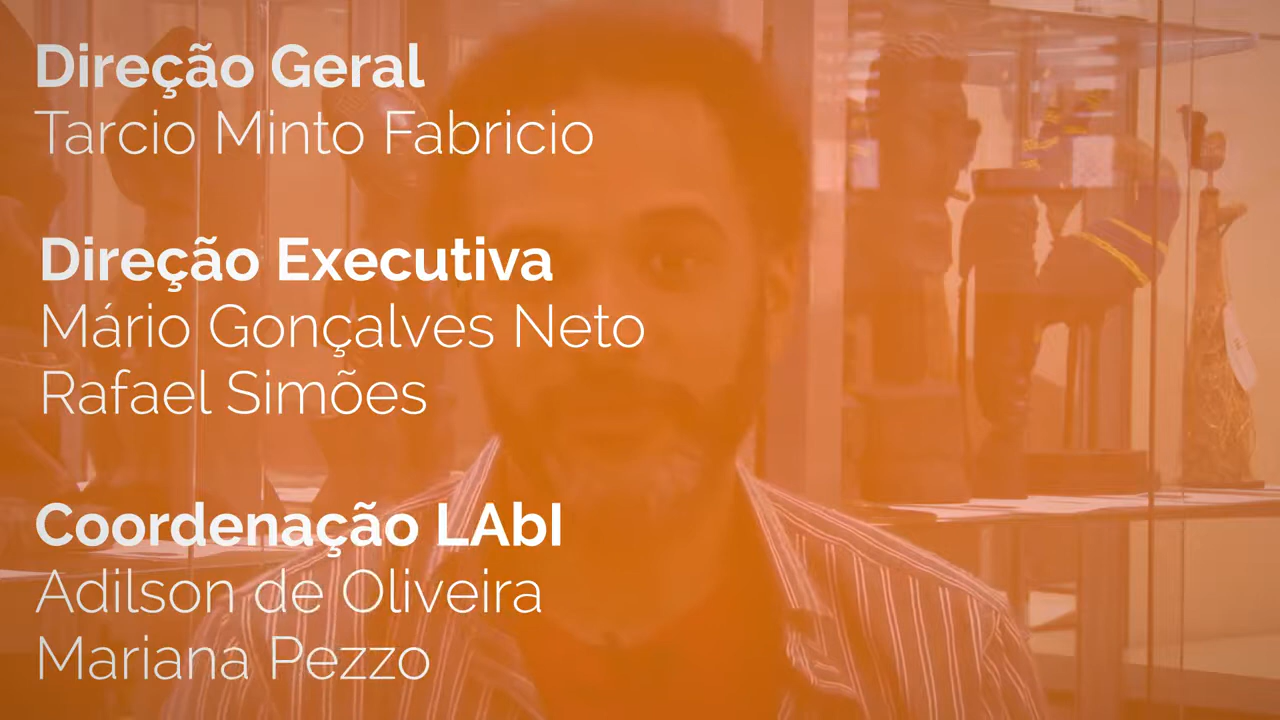 Direção Geral
Tarcio Minto Fabricio
Direção Executiva
Mário Gonçalves Neto
Rafael Simões
Coordenação LAbI
Adilson de Oliveira
Mariana Pezzo